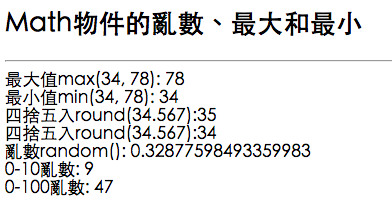 Math物件的亂數、最大和最小
最大值max(34, 78): 78
最小值min(34, 78): 34
四捨五入round(34.567):35
四捨五入round(34.567):34
亂數random(): 0.32877598493359983
0-10亂數: 9
0-100亂數: 47